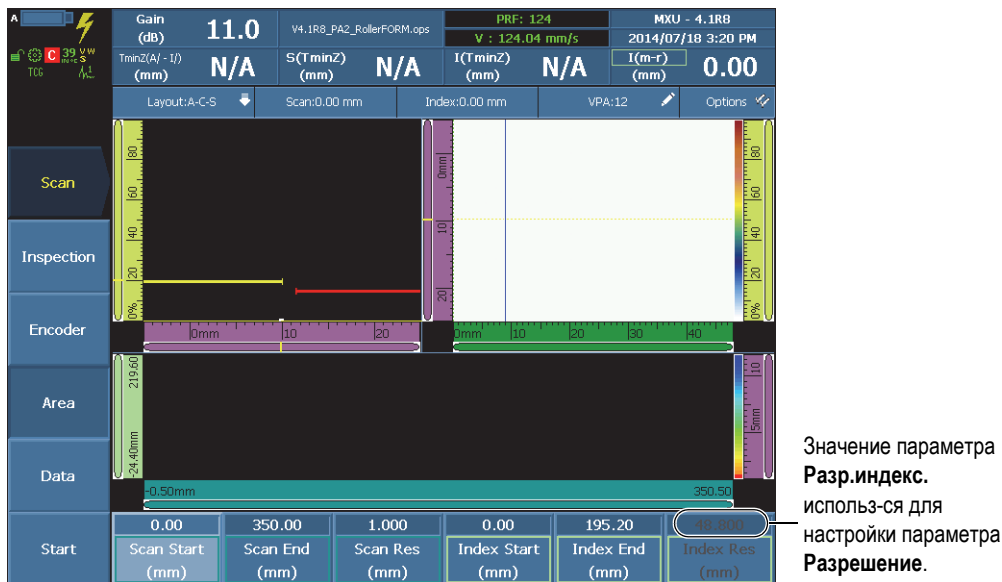 A
Gain
(dB)
11.0
V4.1R8_PA2_RollerFORM.ops
PRF: 124
V : 124.04 mm/s
MXU - 4.1R8
2014/07/18 3:20 PM
C 39 V W
S
TCG
TminZ(A/ - I/)
(mm)
N/A
S(TminZ)
(mm)
N/A
I(TminZ)
(mm)
N/A
I(m-r)
(mm)
0.00
Layout:A-C-S
Scan:0.00 mm
Index:0.00 mm
VPA:12
Options
Scan
Inspection
Encoder
Area
Data
Start
0% 20 40 60 80
0mm 10 20
0mm 10 20
0mm 10 20 30 40
0% 20 40 60 80
-24.40mm 219.60
-0.50mm 350.50
5mm 10
0.00 350.00 1.000 0.00 195.20 48.800
Scan Start Scan End Scan Res Index Start Index End Index Res
(mm) (mm) (mm) (mm) (mm) (mm)
Значение параметра
Разр.индекс.
использ-ся для
настройки параметра
Разрешение.